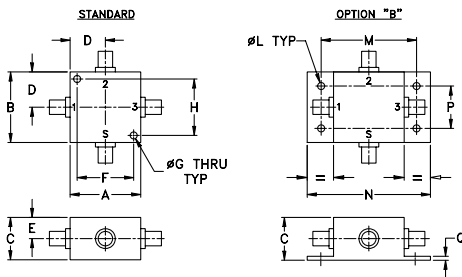 STANDARD
D
D
B
2
1
3
S
H
F
A
ØG THRU
TYP
C
E
OPTION "B"
ØL TYP
M
2
1
3
S
P
=
=
N
C
Q